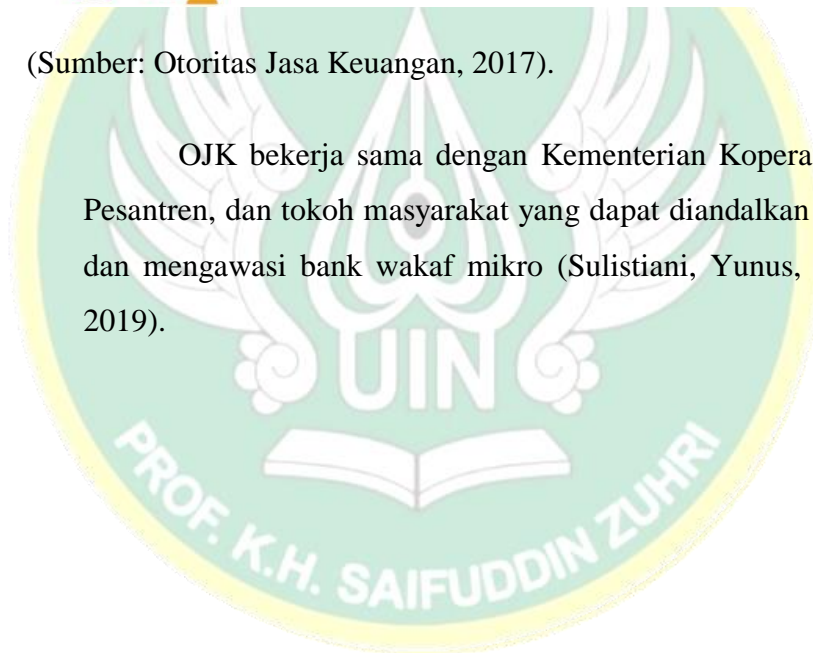 (Sumber: Otoritas Jasa Keuangan, 2017).
OJK bekerja sama dengan Kementerian Kopera
Pesantren, dan tokoh masyarakat yang dapat diandalkan
dan mengawasi bank wakaf mikro (Sulistiani, Yunus,
2019).
UIN
PROF. K.H. SAIFUDDIN ZUHRI